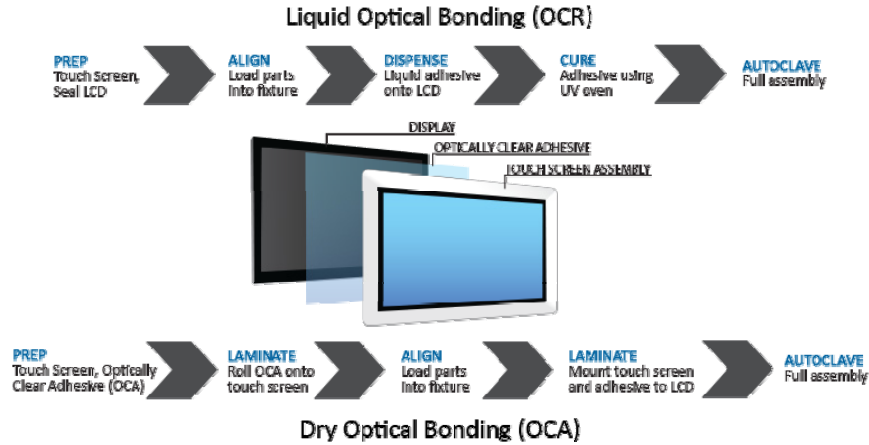 Liquid Optical Bonding (OCR)
PREP
Touch Screen,
Seal LCD
ALIGN
Load parts
into fixture
DISPENSE
Liquid adhesive
onto LCD
CURE
Adhesive using
UV oven
AUTOCLAVE
Full assembly
DISPLAY
OPTICALLY CLEAR ADHESIVE
TOUCH SCREEN ASSEMBLY
PREP
Touch Screen, Optically
Clear Adhesive (OCA)
LAMINATE
Roll OCA onto
touch screen
ALIGN
Load parts
into fixture
LAMINATE
Mount touch screen
and adhesive to LCD
AUTOCLAVE
Full assembly
Dry Optical Bonding (OCA)